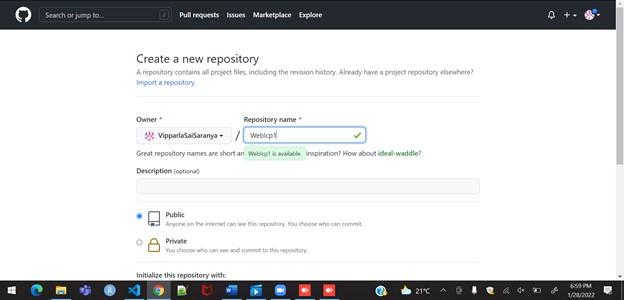 Search or jump to...
/
Pull requests Issues Marketplace Explore
Create a new repository
A repository contains all project files, including the revision history. Already have a project repository elsewhere?
Import a repository.
Owner * Repository name *
VipparlaSaiSaranya / WebIcp1
Great repository names are short an WebIcp1 is available. inspiration? How about ideal-waddle?
Description (optional)
Public
Anyone on the internet can see this repository. You choose who can commit.
Private
You choose who can see and commit to this repository.
Initialize this repository with:
21°C
6:59 PM
1/28/2022